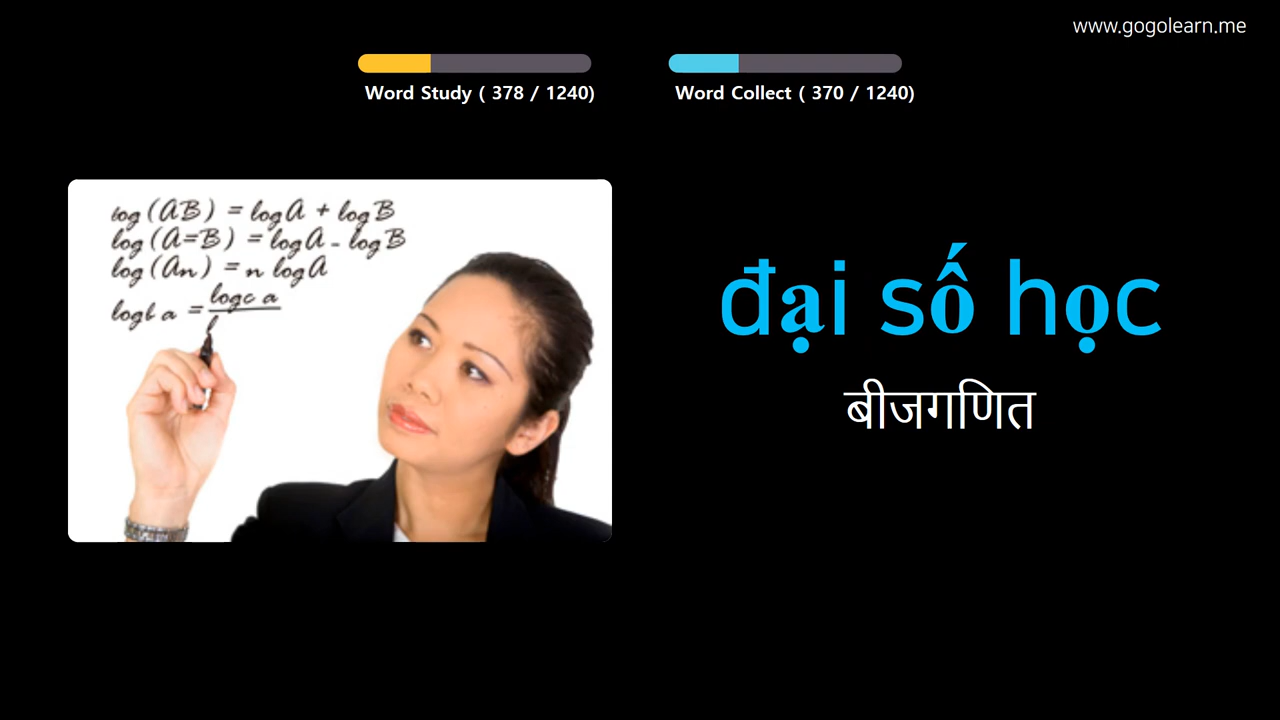 www.gogolearn.me
Word Study ( 378 / 1240)
Word Collect ( 370 / 1240)
log (AB) = log A + log B
log (A=B) = log A - log B
log (An) = n log A
logb a = logc a
đại số học
बीजगणित